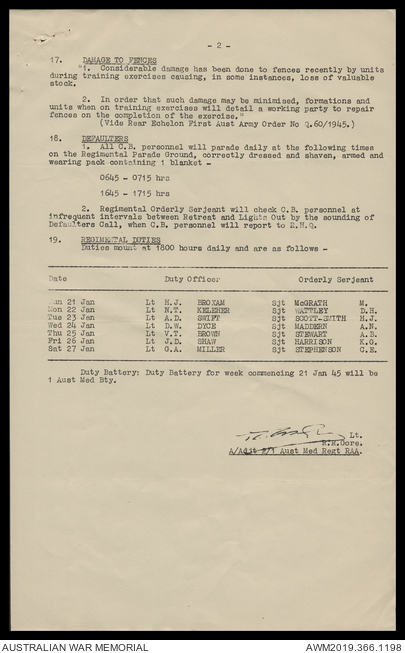 - 2 -
17. DAMAGE TO FENCES
"1. Considerable damage has been done to fences recently by units
during training exercises causing, in some instances, loss of valuable
stock.
2. In order that such damage may be minimised, formations and
units when on training exercises will detail a working party to repair
fences on the completion of the exercise."
(Vide Rear Echelon First Aust Army Order No Q.60/1945.)
18. DEFAULTERS
1. All C.B. personnel will parade daily at the following times
on the Regimental Parade Ground, correctly dressed and shaven, armed and
wearing pack containing 1 blanket -
0645 - 0715 hrs
1645 - 1715 hrs
2. Regimental Orderly Serjeant will check C.B. personnel at
infrequent intervals between Retreat and Lights Out by the sounding of
Defaulters Call, when C.B. personnel will report to R.H.Q.
19. REGIMENTAL DUTIES
Duties mount at 1800 hours daily and are as follows -
Date Duty Officer Orderly Serjeant
Sun 21 Jan Lt H.J. BROXAM Sjt McGRATH M.
Mon 22 Jan Lt N.T. KELEHER Sjt WATTLEY D.H.
Tue 23 Jan Lt A.D. SWIFT Sjt SCOTT-SMITH H.J.
Wed 24 Jan Lt D.W. DYCE Sjt MADDERN A.N.
Thu 25 Jan Lt V.T. BROWN Sjt STEWART A.B.
Fri 26 Jan Lt J.D. SHAW Sjt HARRISON K.G.
Sat 27 Jan Lt G.A. MILLER Sjt STEPHENSON C.E.
Duty Battery: Duty Battery for week commencing 21 Jan 45 will be
1 Aust Med Bty.
Lt.
R.R.Gore.
A/Adjt 2/1 Aust Med Regt RAA.
AUSTRALIAN WAR MEMORIAL AWM2019.366.1198